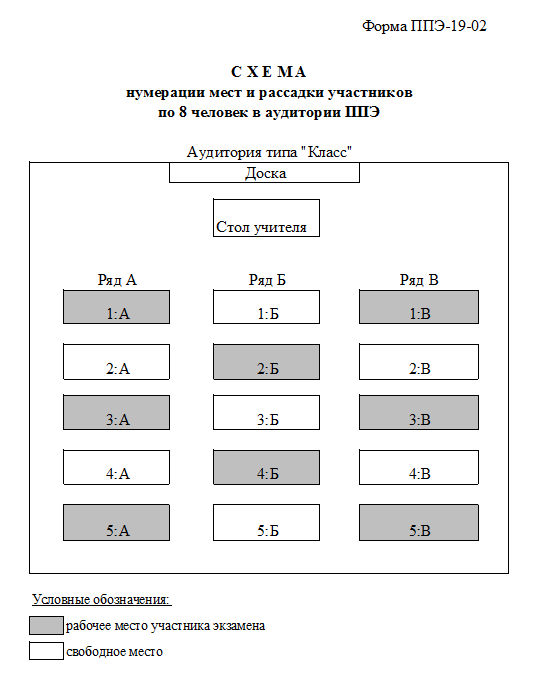 Форма ППЭ-19-02
С Х Е М А
нумерации мест и рассадки участников
по 8 человек в аудитории ППЭ
Аудитория типа "Класс"
Доска
Стол учителя
Ряд А Ряд Б Ряд В
1:А 1:Б 1:В
2:А 2:Б 2:В
3:А 3:Б 3:В
4:А 4:Б 4:В
5:А 5:Б 5:В
Условные обозначения:
рабочее место участника экзамена
свободное место